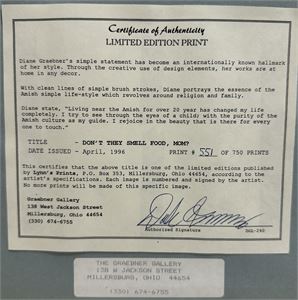 Certificate of Authenticity
LIMITED EDITION PRINT
Diane Graebner's simple statement has become an internationally known hallmark
of her style. Through the creative use of design elements, her works are at
home in any decor.
With clean lines of simple brush strokes, Diane portrays the essence of the
Amish simple life-style which revolves around religion and family.
Diane state, "Living near the Amish for over 20 year has changed my life
completely. I try to see through the eyes of a child; with the purity of the
Amish culture as my guide. I rejoice in the beauty that is there for every
one to touch."
TITLE - DON'T THEY SMELL FOOD, MOM?
DATE ISSUED - April, 1996 PRINT # 551 OF 750 PRINTS
This certifies that the above title is one of the limited editions published
by Lynn's Prints, P.O. Box 353, Millersburg, Ohio 44654, according to the
artist's specifications. Each image is numbered and signed by the artist.
No more prints will be made of this specific image.
Graebner Gallery
138 West Jackson Street
Millersburg, Ohio 44654
(330) 674-6755
Authorized Signature
DLG-240
THE GRAEBNER GALLERY
138 W JACKSON STREET
MILLERSBURG, OHIO 44654
(330) 674-6755